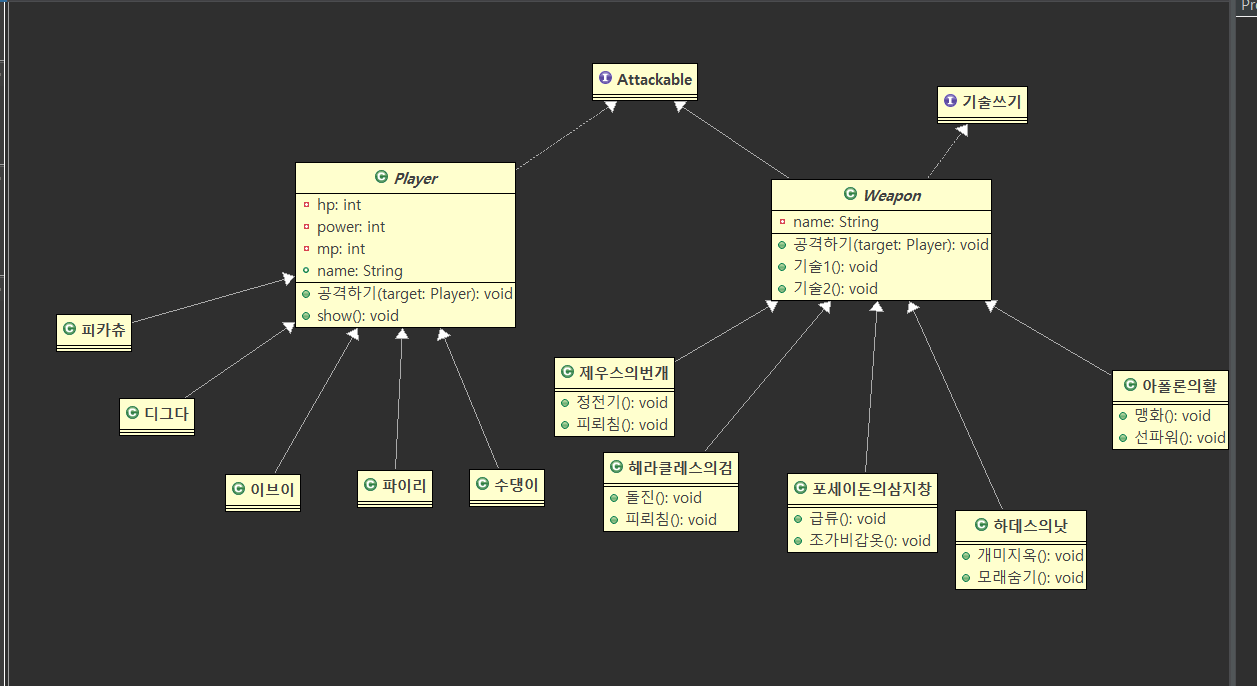 Attackable
기술쓰기
Player
hp: int
power: int
mp: int
name: String
공격하기(target: Player): void
show(): void
Weapon
name: String
공격하기(target: Player): void
기술1(): void
기술2(): void
피카츄
디그다
이브이
파이리
수댕이
제우스의번개
정전기(): void
피뢰침(): void
헤라클레스의검
돌진(): void
피뢰침(): void
포세이돈의삼지창
급류(): void
조가비갑옷(): void
하데스의낫
개미지옥(): void
모래숨기(): void
아폴론의활
맹화(): void
선파워(): void